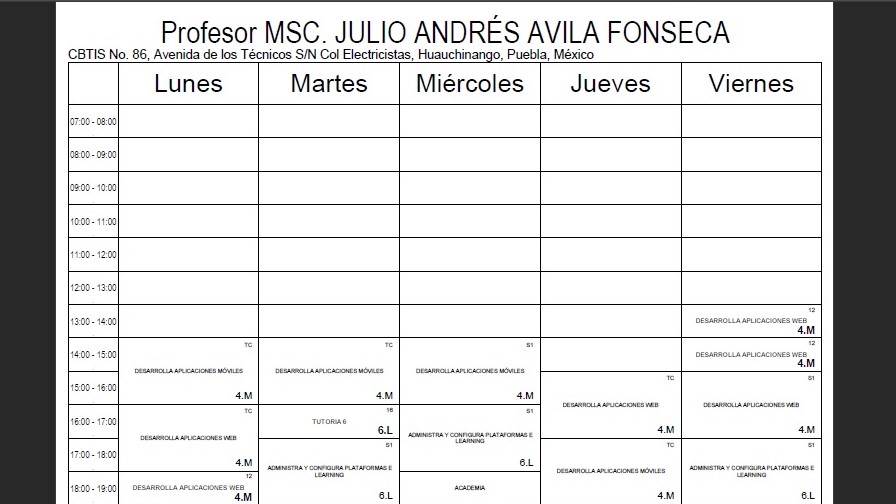 Profesor MSC. JULIO ANDRÉS AVILA FONSECA
CBTIS No. 86, Avenida de los Técnicos S/N Col Electricistas, Huauchinango, Puebla, México
Lunes Martes Miércoles Jueves Viernes
07:00 - 08:00
08:00 - 09:00
09:00 - 10:00
10:00 - 11:00
11:00 - 12:00
12:00 - 13:00
13:00 - 14:00
12
DESARROLLA APLICACIONES WEB
4.M
14:00 - 15:00
TC
DESARROLLA APLICACIONES MÓVILES
4.M
TC
DESARROLLA APLICACIONES MÓVILES
4.M
S1
DESARROLLA APLICACIONES MÓVILES
4.M
12
DESARROLLA APLICACIONES WEB
4.M
15:00 - 16:00
TC
DESARROLLA APLICACIONES WEB
4.M
S1
DESARROLLA APLICACIONES WEB
4.M
16:00 - 17:00
TC
DESARROLLA APLICACIONES WEB
4.M
16
TUTORIA 6
6.L
S1
ADMINISTRA Y CONFIGURA PLATAFORMAS E
LEARNING
6.L
17:00 - 18:00
S1
ADMINISTRA Y CONFIGURA PLATAFORMAS E
LEARNING
6.L
TC
DESARROLLA APLICACIONES MÓVILES
4.M
S1
ADMINISTRA Y CONFIGURA PLATAFORMAS E
LEARNING
6.L
18:00 - 19:00
12
DESARROLLA APLICACIONES WEB
4.M
ACADEMIA